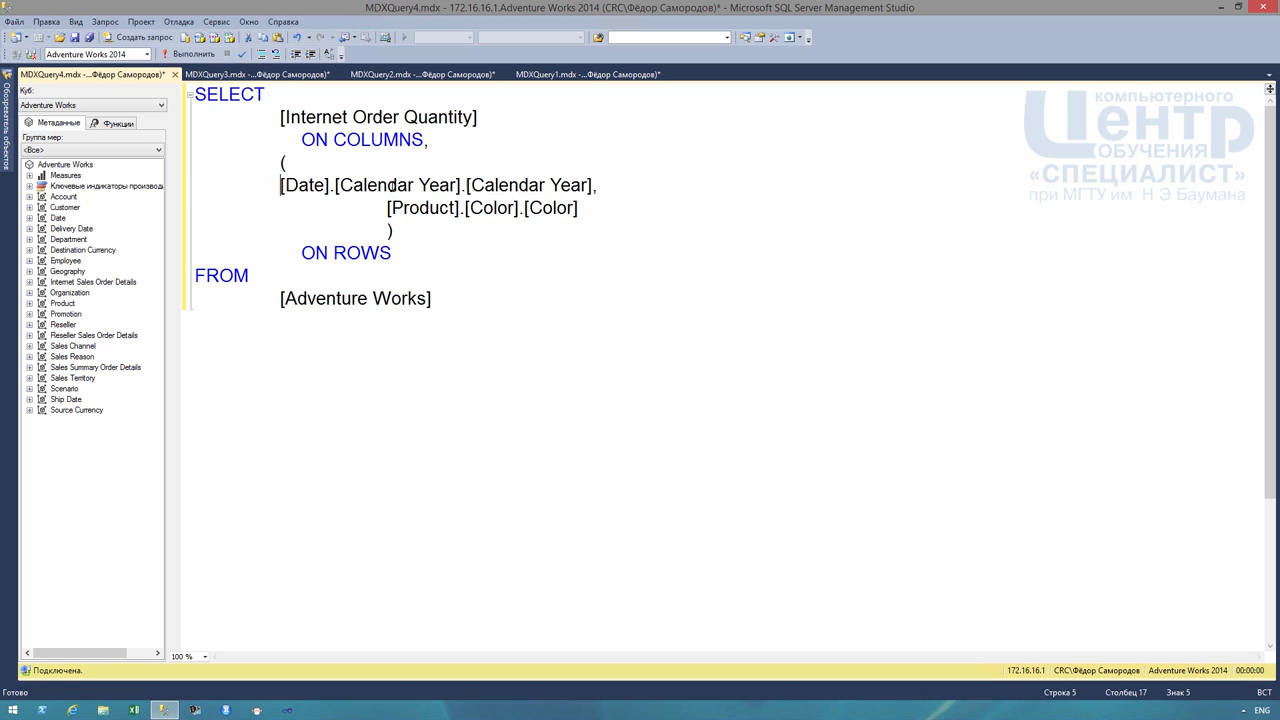 MDXQuery4.mdx - 172.16.16.1.Adventure Works 2014 (CRC\Фёдор Самородов)* - Microsoft SQL Server Management Studio
Файл Правка Вид Запрос Проект Отладка Сервис Окно Справка
Создать запрос
Adventure Works 2014 Выполнить
MDXQuery4.mdx -...Фёдор Самородов)* MDXQuery3.mdx -...Фёдор Самородов)* MDXQuery2.mdx -...Фёдор Самородов)* MDXQuery1.mdx -...Фёдор Самородов)*
Обозреватель объектов
Куб:
Adventure Works
Метаданные Функции
Группа мер:
<Все>
Adventure Works
Measures
Ключевые индикаторы производ
Account
Customer
Date
Delivery Date
Department
Destination Currency
Employee
Geography
Internet Sales Order Details
Organization
Product
Promotion
Reseller
Reseller Sales Order Details
Sales Channel
Sales Reason
Sales Summary Order Details
Sales Territory
Scenario
Ship Date
Source Currency
SELECT
[Internet Order Quantity]
ON COLUMNS,
(
[Date].[Calendar Year].[Calendar Year],
[Product].[Color].[Color]
)
ON ROWS
FROM
[Adventure Works]
компьютерного
Центр
ОБУЧЕНИЯ
«СПЕЦИАЛИСТ»
при МГТУ им Н Э Баумана
100 %
Подключена. 172.16.16.1 CRC\Фёдор Самородов Adventure Works 2014 00:00:00
Готово Строка 5 Столбец 17 Знак 5 ВСТ
ENG